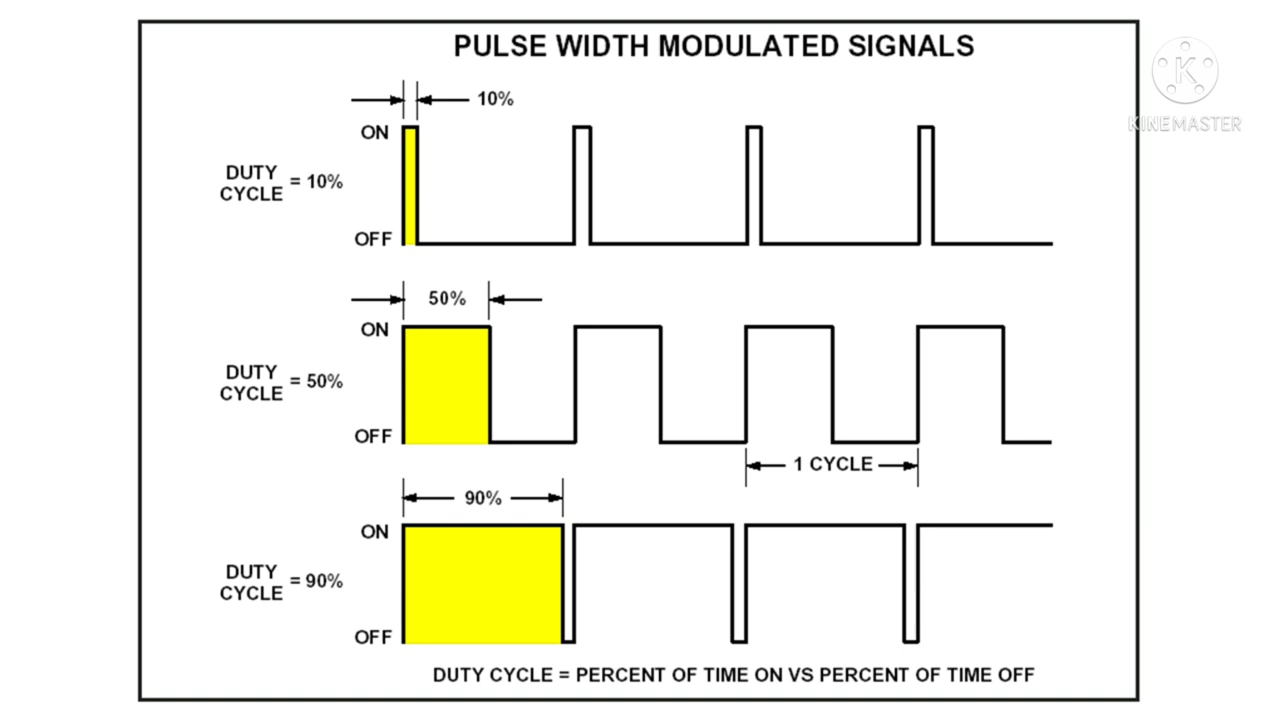 PULSE WIDTH MODULATED SIGNALS
K
KINEMASTER
10%
ON
DUTY
CYCLE = 10%
OFF
50%
ON
DUTY
CYCLE = 50%
OFF
1 CYCLE
90%
ON
DUTY
CYCLE = 90%
OFF
DUTY CYCLE = PERCENT OF TIME ON VS PERCENT OF TIME OFF